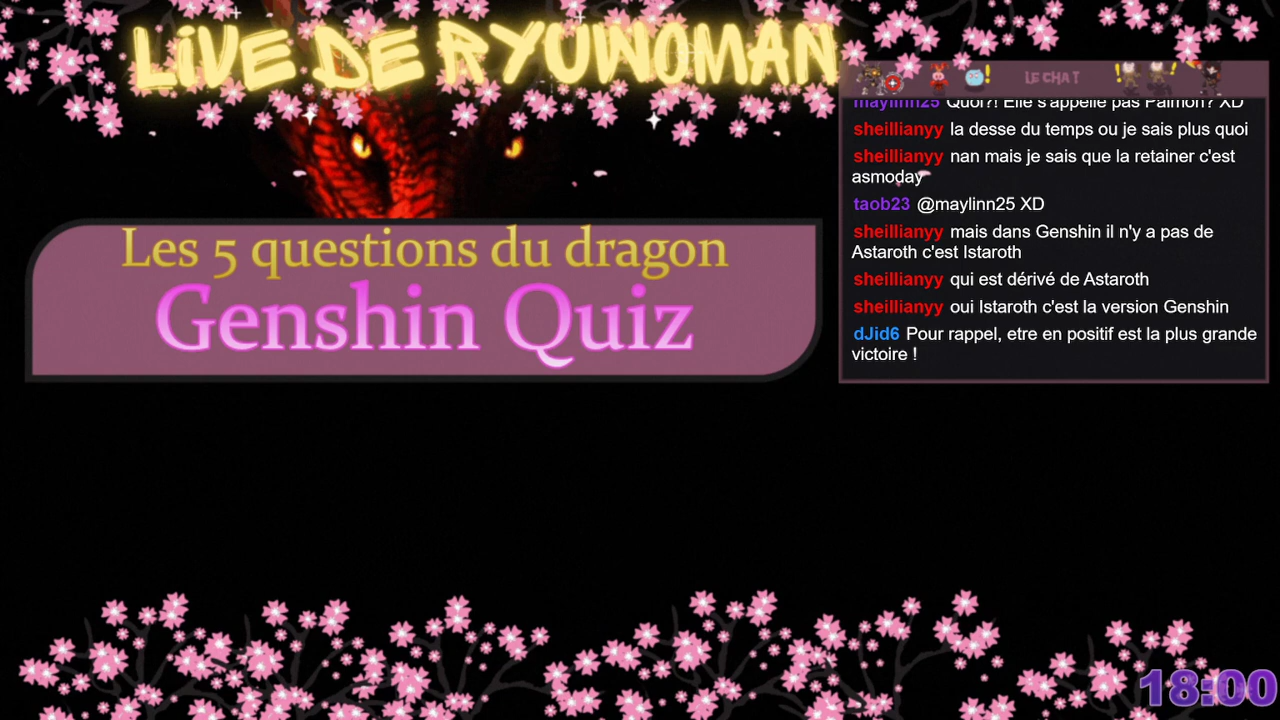 LiVE DE RYUWOMAN
LE CHAT
maylinn25 Quoi?! Elle s'appelle pas Paimon? XD
sheillianyy la desse du temps ou je sais plus quoi
sheillianyy nan mais je sais que la retainer c'est
asmoday
taob23 @maylinn25 XD
sheillianyy mais dans Genshin il n'y a pas de
Astaroth c'est Istaroth
sheillianyy qui est dérivé de Astaroth
sheillianyy oui Istaroth c'est la version Genshin
dJid6 Pour rappel, etre en positif est la plus grande
victoire !
Les 5 questions du dragon
Genshin Quiz
18:00